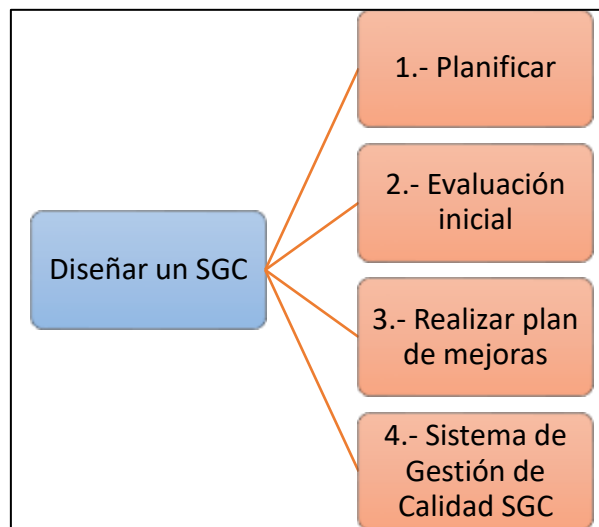 Diseñar un SGC
1.- Planificar
2.- Evaluación
inicial
3.- Realizar plan
de mejoras
4.- Sistema de
Gestión de
Calidad SGC